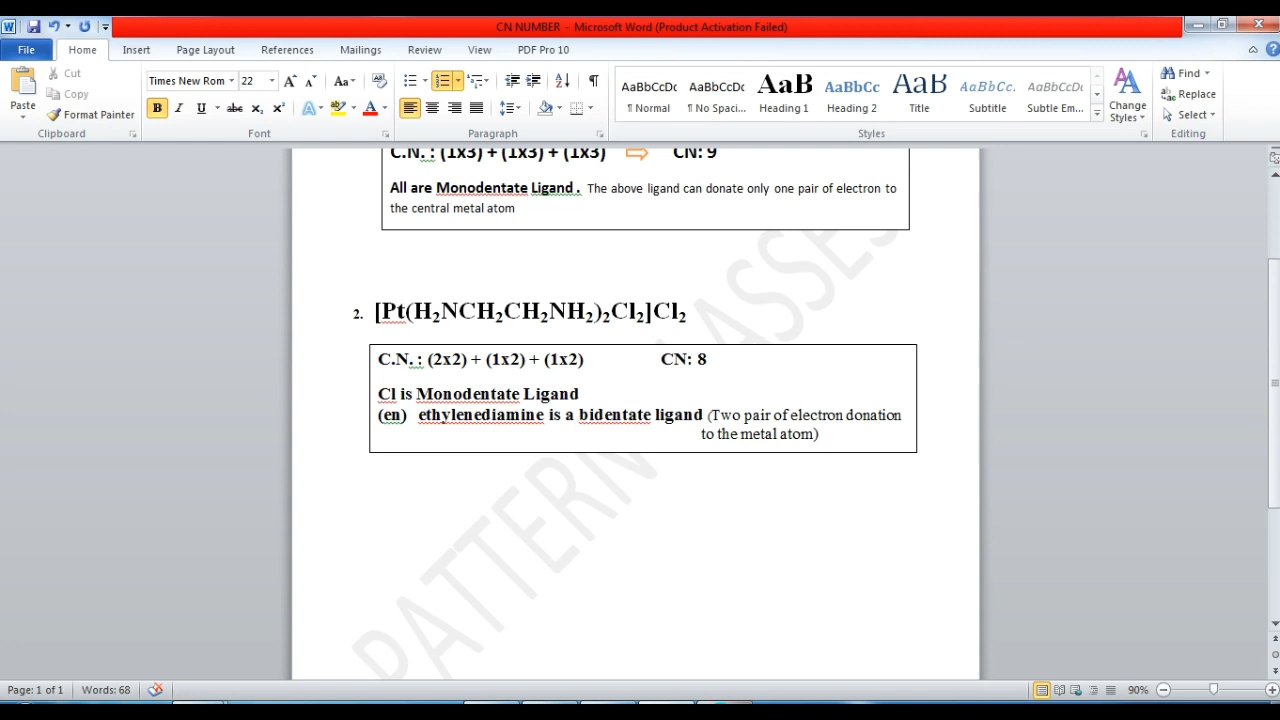 CN NUMBER - Microsoft Word (Product Activation Failed)
File Home Insert Page Layout References Mailings Review View PDF Pro 10
Paste
Cut
Copy
Format Painter
Clipboard
Times New Rom 22
Font
Paragraph
AaBbCcDc AaBbCcDc AaB AaBbCc AaB AaBbCc. AaBbCcDc
¶ Normal ¶ No Spaci... Heading 1 Heading 2 Title Subtitle Subtle Em...
Styles
Change Styles
Find
Replace
Select
Editing
C.N. : (1x3) + (1x3) + (1x3) ⇨ CN: 9
All are Monodentate Ligand . The above ligand can donate only one pair of electron to
the central metal atom
2. [Pt(H₂NCH₂CH₂NH₂)₂Cl₂]Cl₂
C.N. : (2x2) + (1x2) + (1x2) CN: 8
Cl is Monodentate Ligand
(en) ethylenediamine is a bidentate ligand (Two pair of electron donation
to the metal atom)
PATTERN CLASSES
Page: 1 of 1 Words: 68 90%